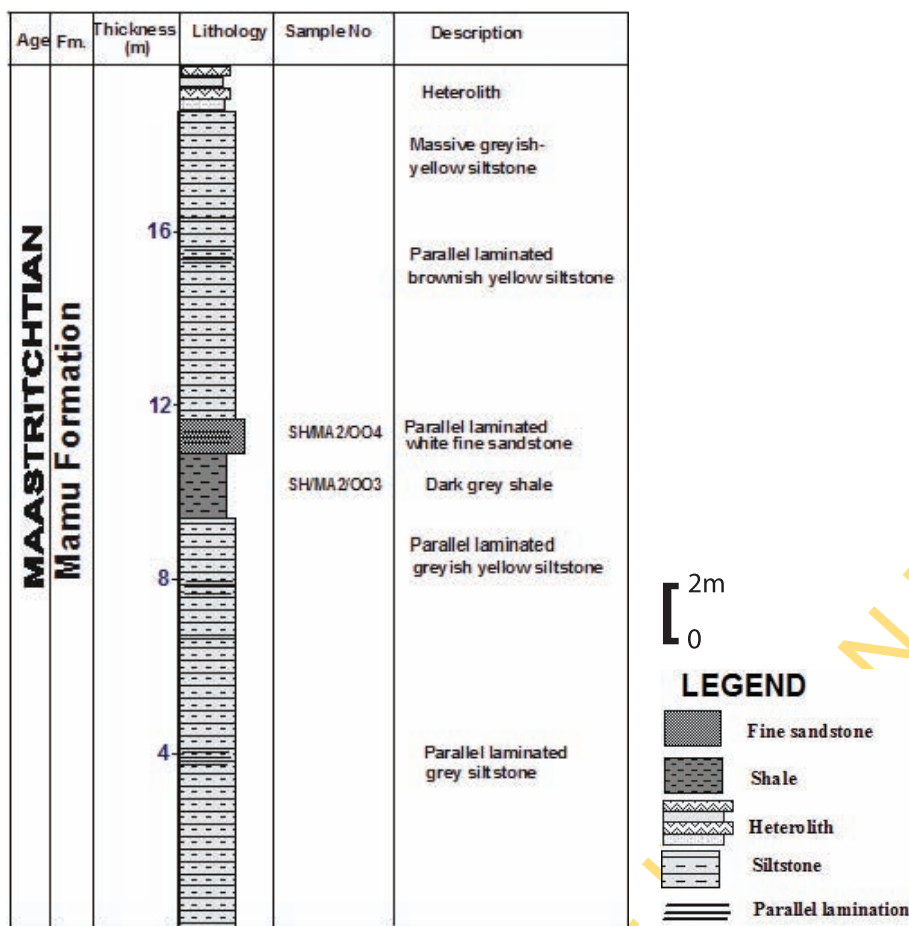 Age
Fm.
Thickness
(m)
Lithology
Sample No
Description
Heterolith
Massive greyish-
yellow siltstone
16
Parallel laminated
brownish yellow siltstone
12
SH/MA2/OO4
Parallel laminated
white fine sandstone
SH/MA2/OO3
Dark grey shale
Parallel laminated
greyish yellow siltstone
8
4
Parallel laminated
grey siltstone
MAASTRITCHTIAN
Mamu Formation
2m
0
LEGEND
Fine sandstone
Shale
Heterolith
Siltstone
Parallel lamination